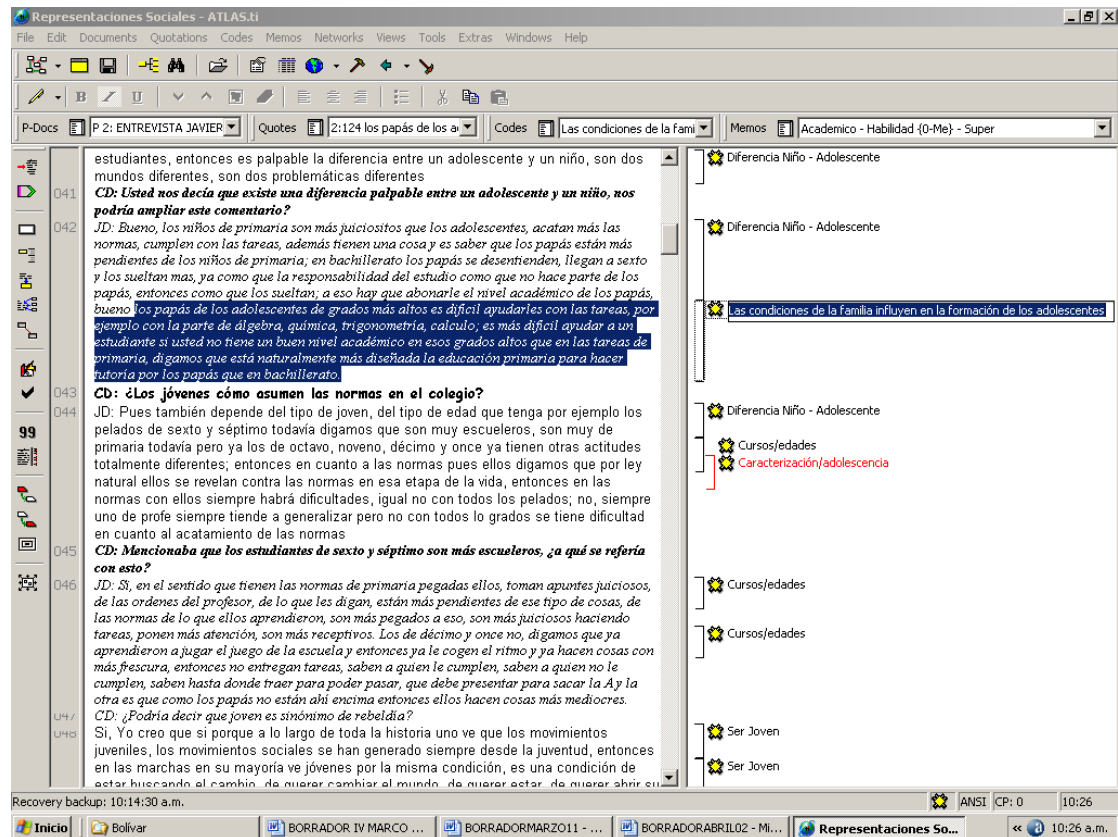 Representaciones Sociales - ATLAS.ti
File Edit Documents Quotations Codes Memos Networks Views Tools Extras Windows Help
B I U
P-Docs P 2: ENTREVISTA JAVIER Quotes 2:124 los papás de los a Codes Las condiciones de la fami Memos Academico - Habilidad {0-Me} - Super
estudiantes, entonces es palpable la diferencia entre un adolescente y un niño, son dos
mundos diferentes, son dos problemáticas diferentes
041 CD: Usted nos decía que existe una diferencia palpable entre un adolescente y un niño, nos
podría ampliar este comentario?
042 JD: Bueno, los niños de primaria son más juiciositos que los adolescentes, acatan más las
normas, cumplen con las tareas, además tienen una cosa y es saber que los papás están más
pendientes de los niños de primaria; en bachillerato los papás se desentienden, llegan a sexto
y los sueltan mas, ya como que la responsabilidad del estudio como que no hace parte de los
papás, entonces como que los sueltan; a eso hay que abonarle el nivel académico de los papás,
bueno los papás de los adolescentes de grados más altos es difícil ayudarles con las tareas, por
ejemplo con la parte de álgebra, química, trigonometría, calculo; es más difícil ayudar a un
estudiante si usted no tiene un buen nivel académico en esos grados altos que en las tareas de
primaria, digamos que está naturalmente más diseñada la educación primaria para hacer
tutoría por los papás que en bachillerato.
043 CD: ¿Los jóvenes cómo asumen las normas en el colegio?
044 JD: Pues también depende del tipo de joven, del tipo de edad que tenga por ejemplo los
pelados de sexto y séptimo todavía digamos que son muy escueleros, son muy de
primaria todavía pero ya los de octavo, noveno, décimo y once ya tienen otras actitudes
totalmente diferentes; entonces en cuanto a las normas pues ellos digamos que por ley
natural ellos se revelan contra las normas en esa etapa de la vida, entonces en las
normas con ellos siempre habrá dificultades, igual no con todos los pelados; no, siempre
uno de profe siempre tiende a generalizar pero no con todos lo grados se tiene dificultad
en cuanto al acatamiento de las normas
045 CD: Mencionaba que los estudiantes de sexto y séptimo son más escueleros, ¿a qué se refería
con esto?
046 JD: Si, en el sentido que tienen las normas de primaria pegadas ellos, toman apuntes juiciosos,
de las ordenes del profesor, de lo que les digan, están más pendientes de ese tipo de cosas, de
las normas de lo que ellos aprendieron, son más pegados a eso, son más juiciosos haciendo
tareas, ponen más atención, son más receptivos. Los de décimo y once no, digamos que ya
aprendieron a jugar el juego de la escuela y entonces ya le cogen el ritmo y ya hacen cosas con
más frescura, entonces no entregan tareas, saben a quien le cumplen, saben a quien no le
cumplen, saben hasta donde traer para poder pasar, que debe presentar para sacar la A y la
otra es que como los papás no están ahí encima entonces ellos hacen cosas más mediocres.
047 CD: ¿Podría decir que joven es sinónimo de rebeldía?
048 Si, Yo creo que si porque a lo largo de toda la historia uno ve que los movimientos
juveniles, los movimientos sociales se han generado siempre desde la juventud, entonces
en las marchas en su mayoría ve jóvenes por la misma condición, es una condición de
estar buscando el cambio, de querer cambiar el mundo, de querer estar, de querer abrir su
Diferencia Niño - Adolescente
Diferencia Niño - Adolescente
Las condiciones de la familia influyen en la formación de los adolescentes
Diferencia Niño - Adolescente
Cursos/edades
Caracterización/adolescencia
Cursos/edades
Cursos/edades
Ser Joven
Ser Joven
99
Recovery backup: 10:14:30 a.m. ANSI CP: 0 10:26
Inicio Bolívar BORRADOR IV MARCO ... BORRADORMARZO11 - ... BORRADORABRIL02 - Mi... Representaciones So... « 10:26 a.m.